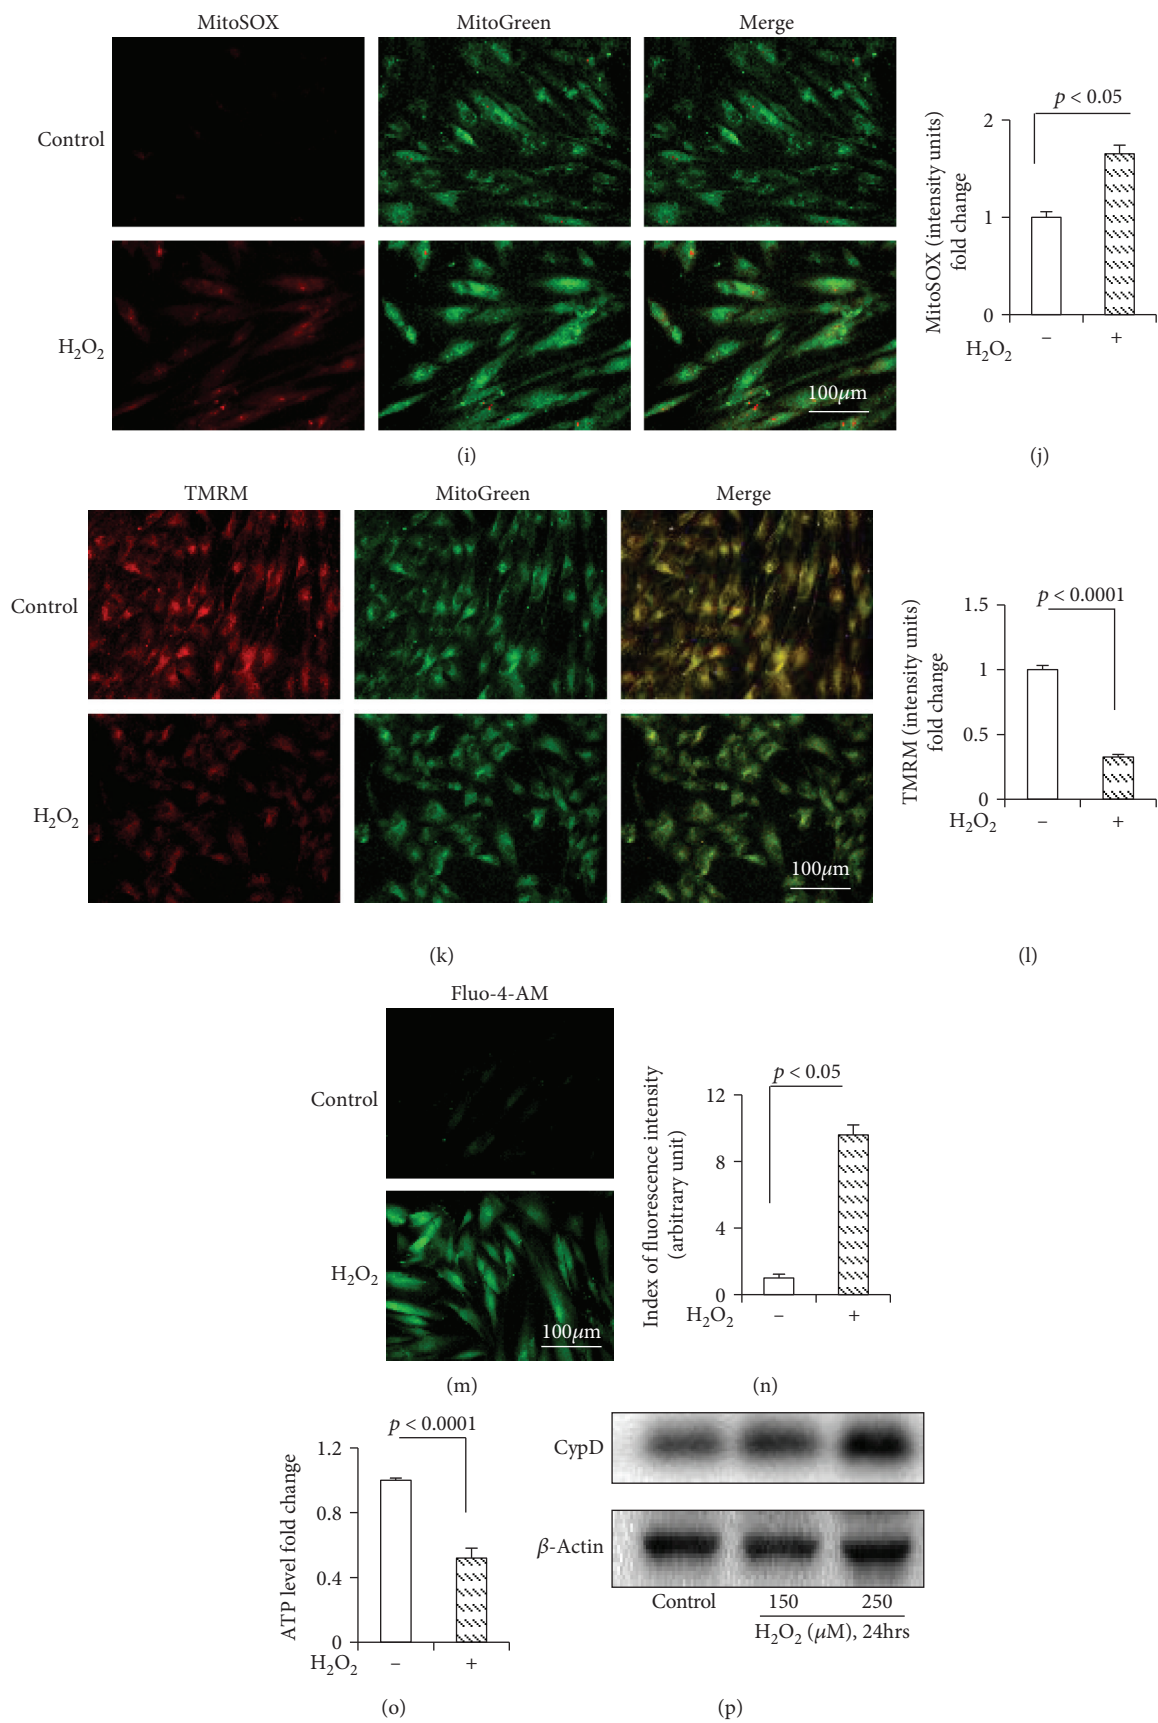 MitoSOX MitoGreen Merge
Control
H₂O₂
100μm
(i)
p < 0.05
2
1
0
MitoSOX (intensity units)
fold change
H₂O₂ – +
(j)
TMRM MitoGreen Merge
Control
H₂O₂
100μm
(k)
p < 0.0001
1.5
1
0.5
0
TMRM (intensity units)
fold change
H₂O₂ – +
(l)
Fluo-4-AM
Control
H₂O₂
100μm
(m)
p < 0.05
12
8
4
0
Index of fluorescence intensity
(arbitrary unit)
H₂O₂ – +
(n)
p < 0.0001
1.2
0.8
0.4
0
ATP level fold change
H₂O₂ – +
(o)
CypD
β-Actin
Control 150 250
H₂O₂ (μM), 24hrs
(p)